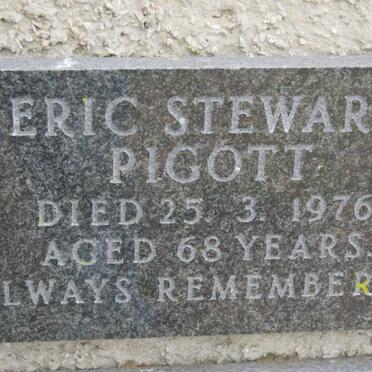 ERIC STEWAR
PIGOTT
DIED 25. 3. 1976
AGED 68 YEARS.
LWAYS REMEMBER